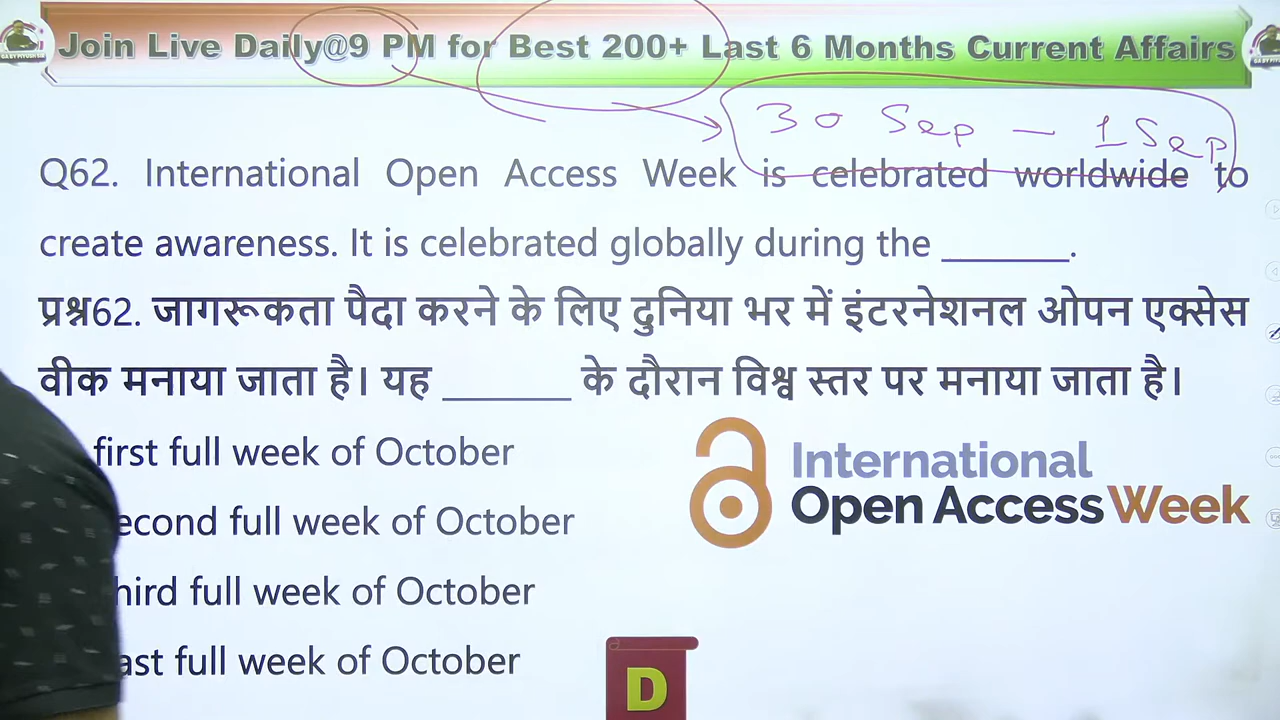 Join Live Daily@9 PM for Best 200+ Last 6 Months Current Affairs
30 Sep – 1 Sep
Q62. International Open Access Week is celebrated worldwide to
create awareness. It is celebrated globally during the _______.
प्रश्न62. जागरूकता पैदा करने के लिए दुनिया भर में इंटरनेशनल ओपन एक्सेस
वीक मनाया जाता है। यह _______ के दौरान विश्व स्तर पर मनाया जाता है।
first full week of October
International
Open Access Week
econd full week of October
hird full week of October
ast full week of October
D